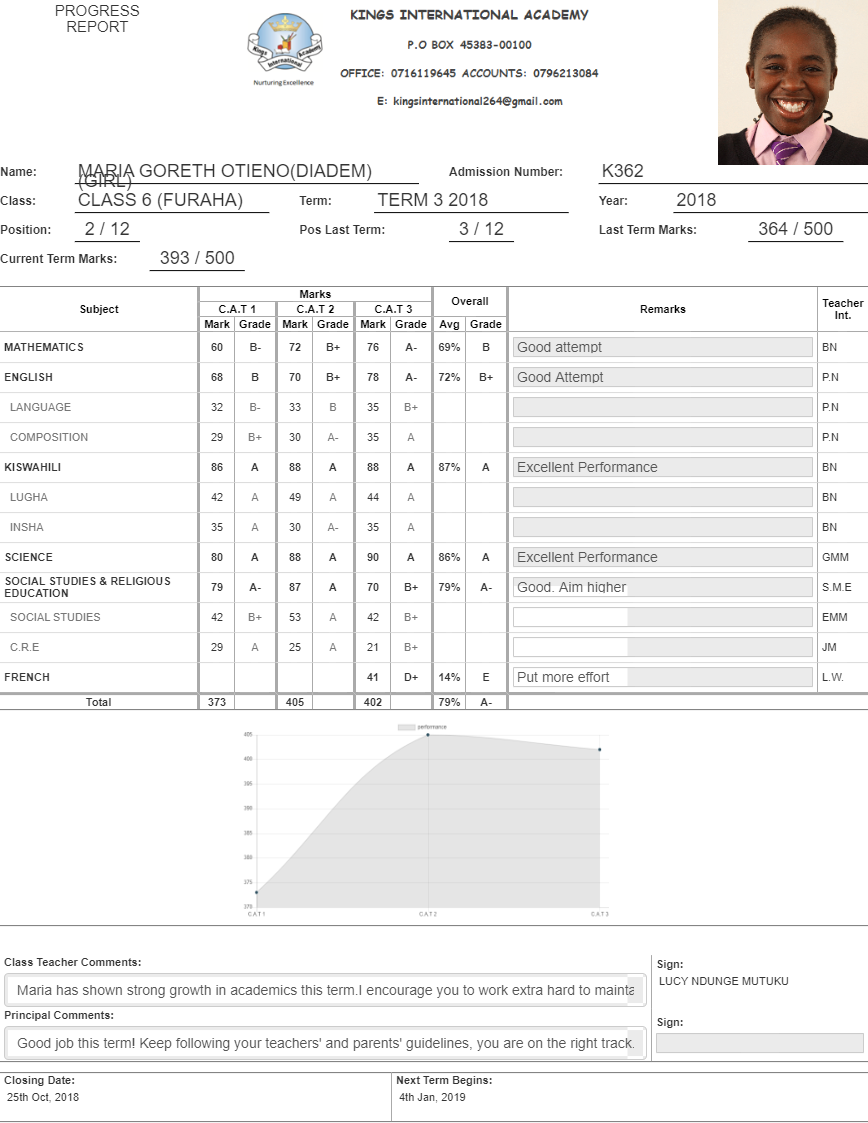 PROGRESS
REPORT
KINGS INTERNATIONAL ACADEMY
P.O BOX 45383-00100
OFFICE: 0716119645 ACCOUNTS: 0796213084
E: kingsinternational264@gmail.com
Kings International Academy
Nurturing Excellence
Name: MARIA GORETH OTIENO(DIADEM) Admission Number: K362
(GIRL)
Class: CLASS 6 (FURAHA) Term: TERM 3 2018 Year: 2018
Position: 2 / 12 Pos Last Term: 3 / 12 Last Term Marks: 364 / 500
Current Term Marks: 393 / 500
Subject Marks Overall Remarks Teacher Int.
C.A.T 1 C.A.T 2 C.A.T 3
Mark Grade Mark Grade Mark Grade Avg Grade
MATHEMATICS 60 B- 72 B+ 76 A- 69% B Good attempt BN
ENGLISH 68 B 70 B+ 78 A- 72% B+ Good Attempt P.N
LANGUAGE 32 B- 33 B 35 B+ P.N
COMPOSITION 29 B+ 30 A- 35 A P.N
KISWAHILI 86 A 88 A 88 A 87% A Excellent Performance BN
LUGHA 42 A 49 A 44 A BN
INSHA 35 A 30 A- 35 A BN
SCIENCE 80 A 88 A 90 A 86% A Excellent Performance GMM
SOCIAL STUDIES & RELIGIOUS EDUCATION 79 A- 87 A 70 B+ 79% A- Good. Aim higher S.M.E
SOCIAL STUDIES 42 B+ 53 A 42 B+ EMM
C.R.E 29 A 25 A 21 B+ JM
FRENCH 41 D+ 14% E Put more effort L.W.
Total 373 405 402 79% A-
performance
405
400
395
390
385
380
375
370
C.A.T 1 C.A.T 2 C.A.T 3
Class Teacher Comments:
Maria has shown strong growth in academics this term.I encourage you to work extra hard to mainta
Sign:
LUCY NDUNGE MUTUKU
Principal Comments:
Good job this term! Keep following your teachers' and parents' guidelines, you are on the right track.
Sign:
Closing Date: Next Term Begins:
25th Oct, 2018 4th Jan, 2019